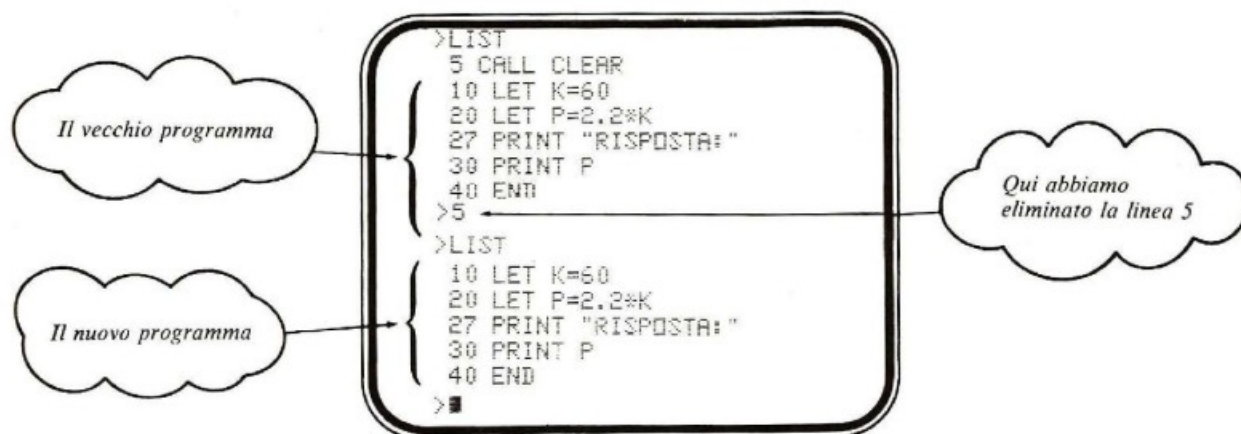 >LIST
5 CALL CLEAR
10 LET K=60
20 LET P=2.2*K
27 PRINT "RISPOSTA:"
30 PRINT P
40 END
>5
>LIST
10 LET K=60
20 LET P=2.2*K
27 PRINT "RISPOSTA:"
30 PRINT P
40 END
>
Il vecchio programma
Il nuovo programma
Qui abbiamo
eliminato la linea 5